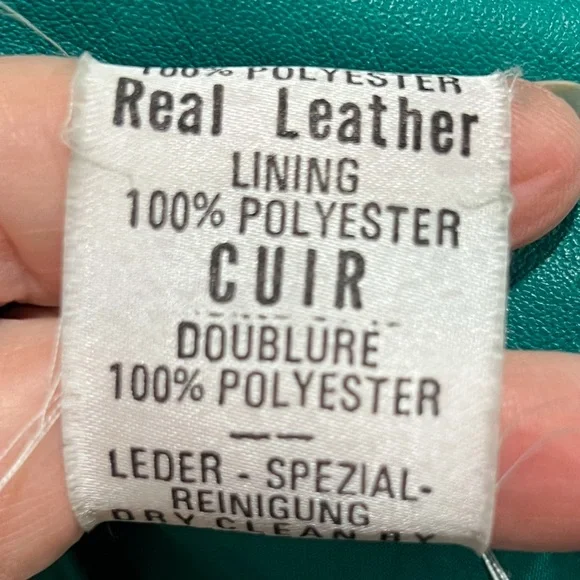 100% POLYESTER
Real Leather
LINING
100% POLYESTER
CUIR
DOUBLURE
100% POLYESTER
LEDER - SPEZIAL-
REINIGUNG
DRY CLEAN BY